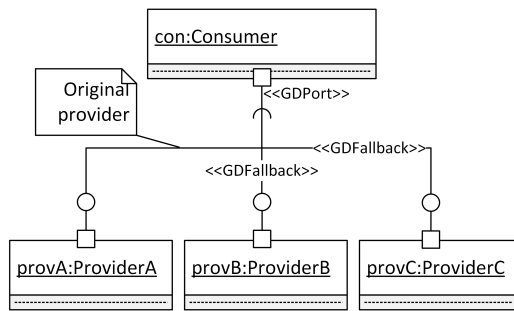 con:Consumer
<<GDPort>>
Original
provider
<<GDFallback>>
<<GDFallback>>
provA:ProviderA
provB:ProviderB
provC:ProviderC